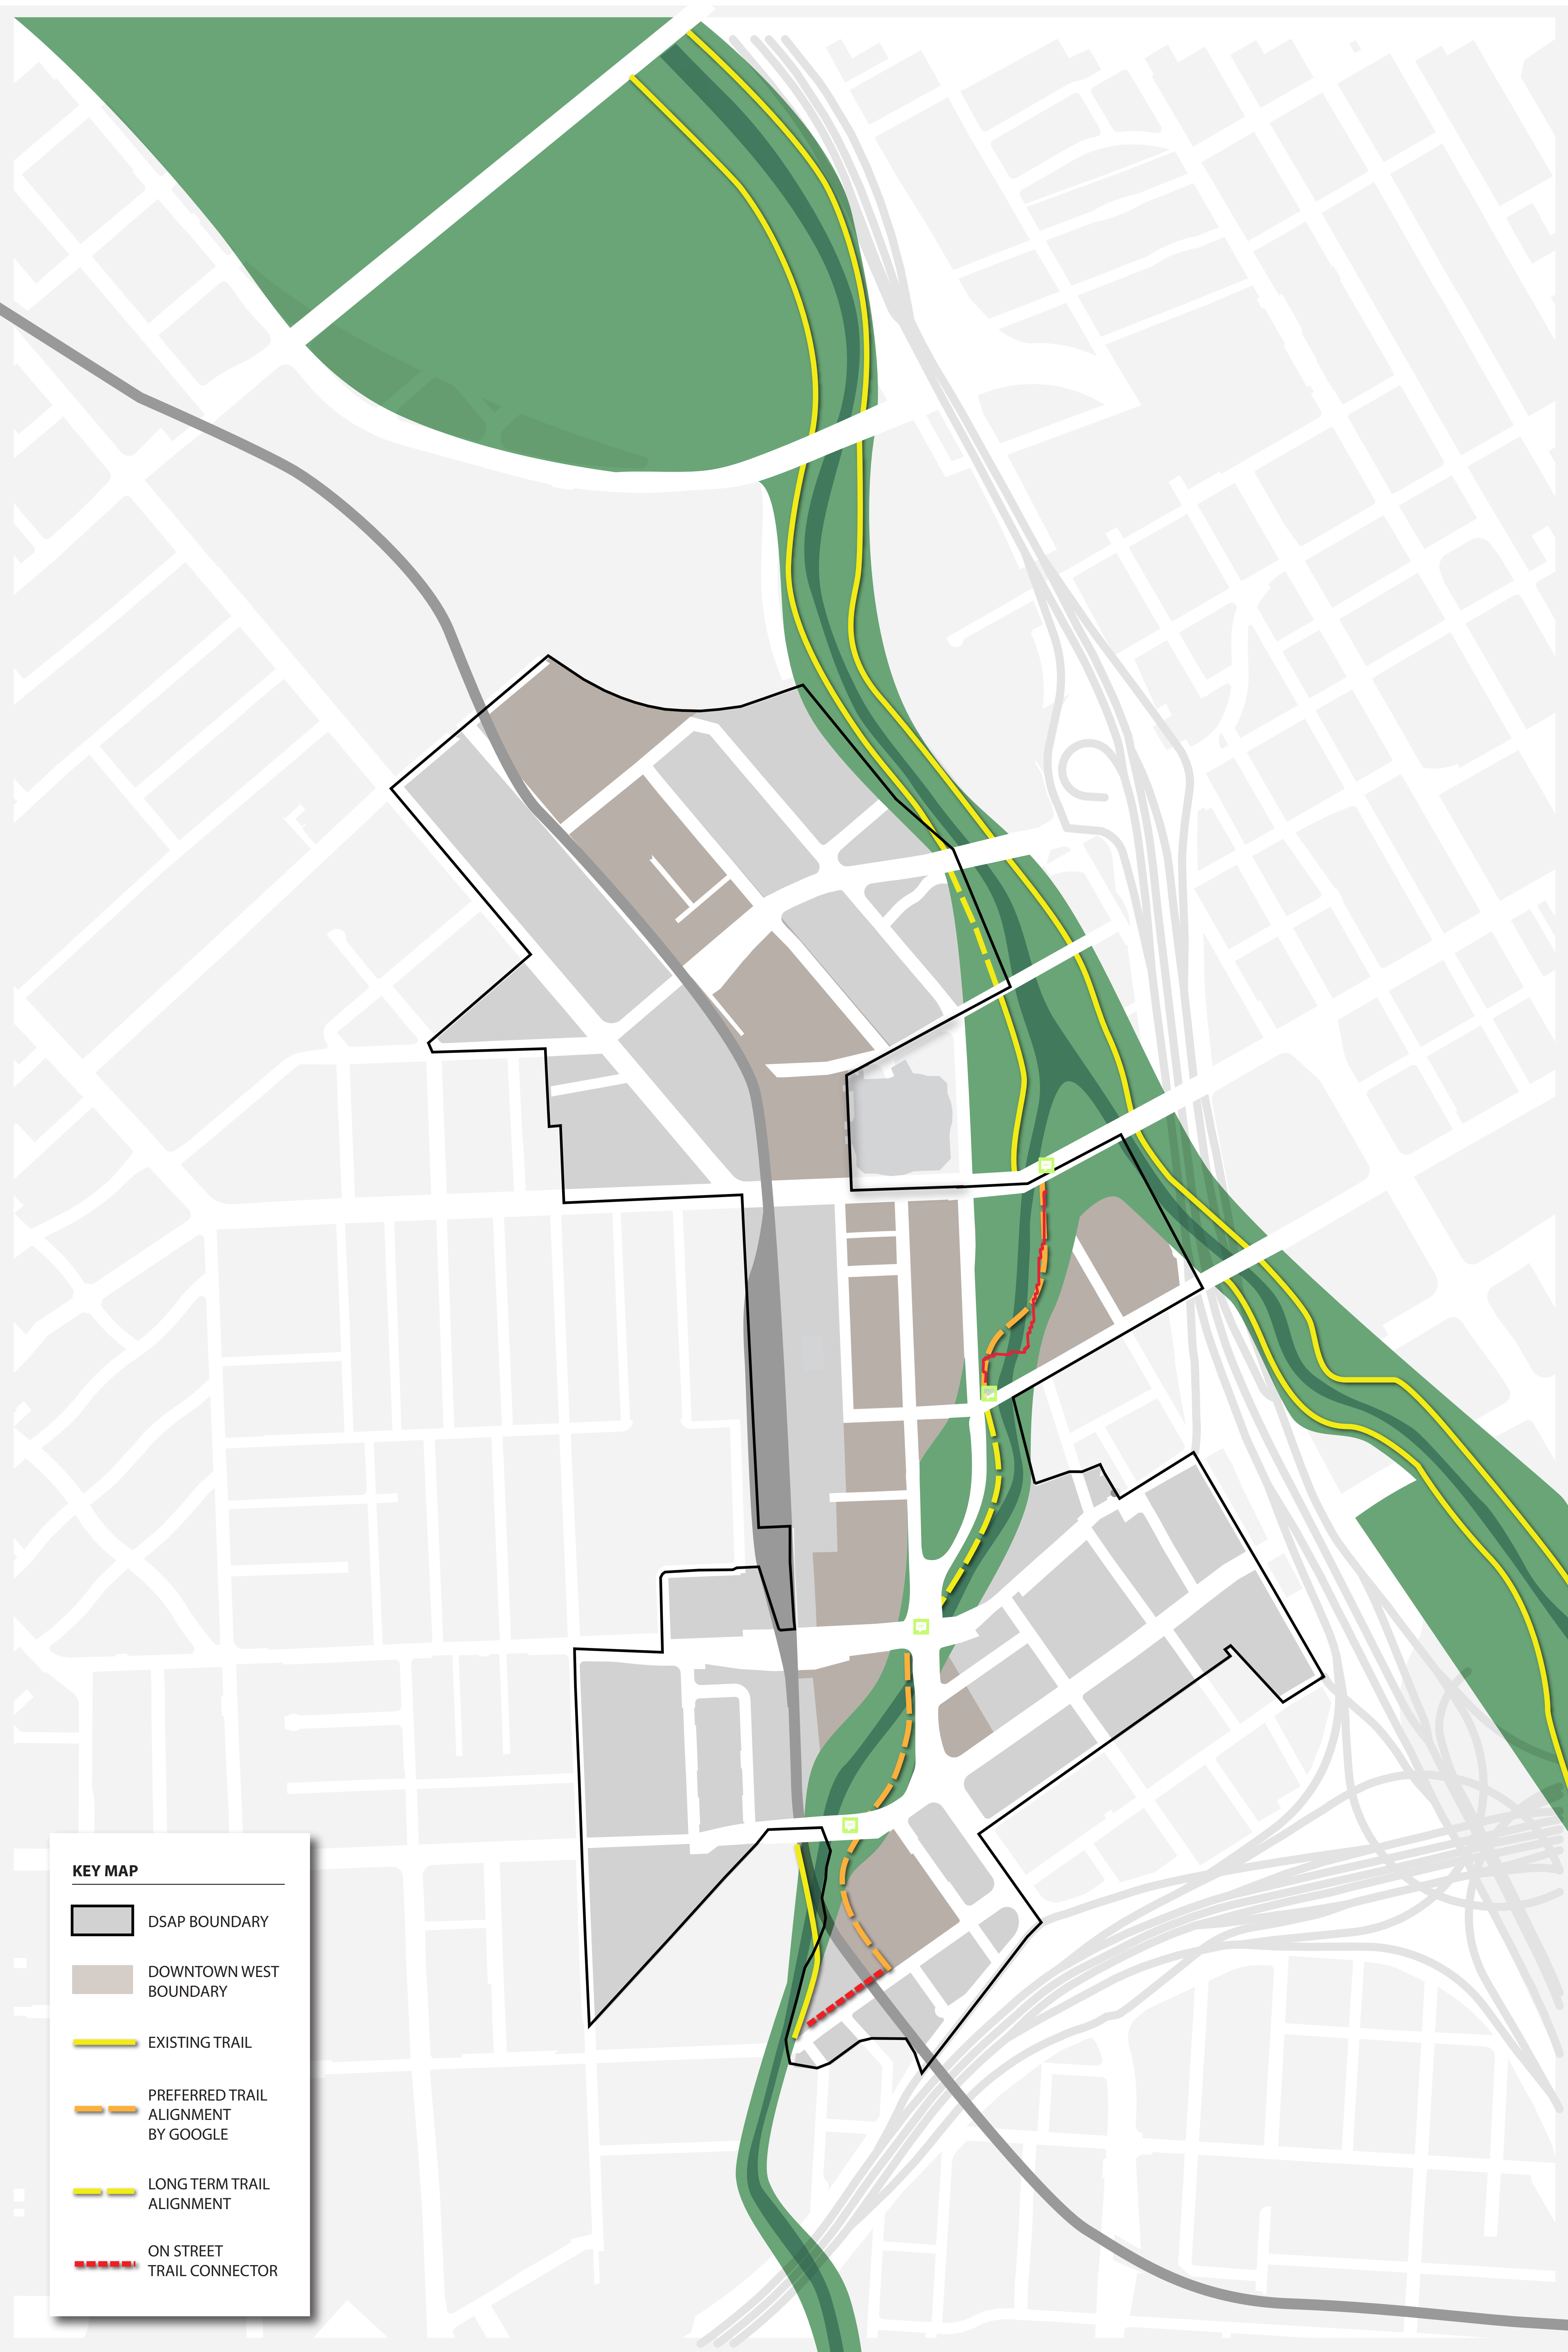 KEY MAP
DSAP BOUNDARY
DOWNTOWN WEST
BOUNDARY
EXISTING TRAIL
PREFERRED TRAIL
ALIGNMENT
BY GOOGLE
LONG TERM TRAIL
ALIGNMENT
ON STREET
TRAIL CONNECTOR